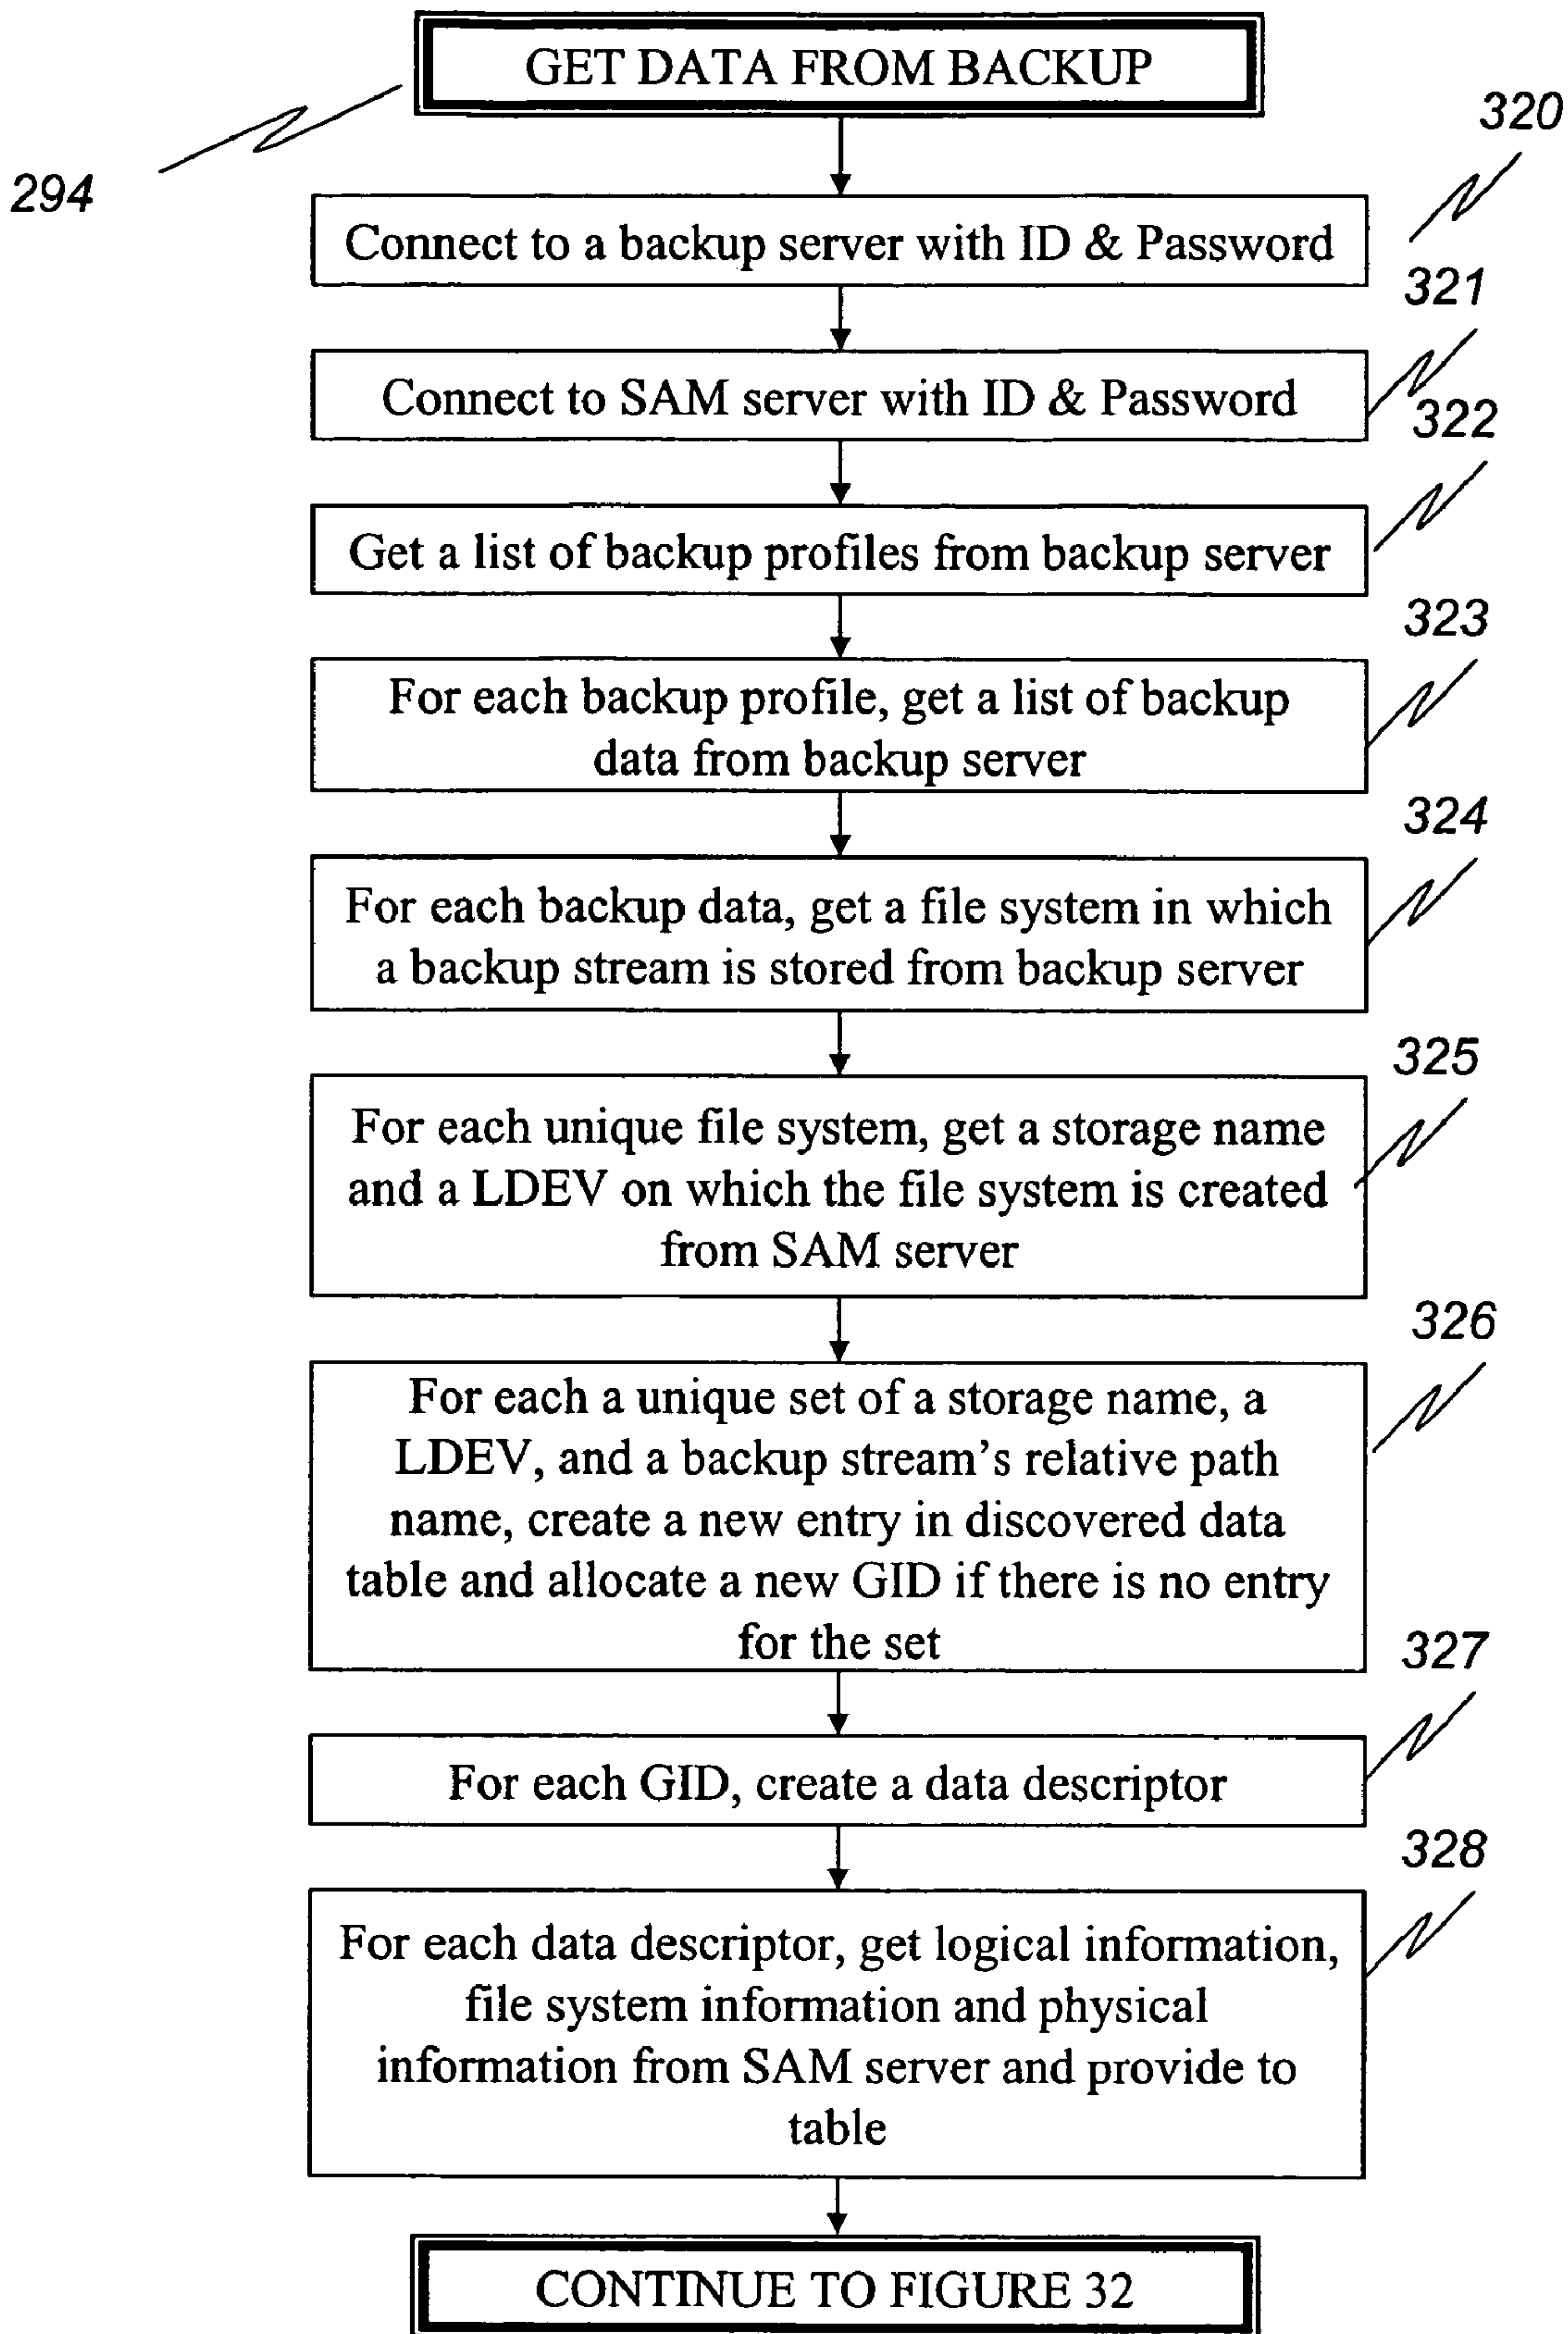 GET DATA FROM BACKUP
294
320
Connect to a backup server with ID & Password
321
Connect to SAM server with ID & Password
322
Get a list of backup profiles from backup server
323
For each backup profile, get a list of backup
data from backup server
324
For each backup data, get a file system in which
a backup stream is stored from backup server
325
For each unique file system, get a storage name
and a LDEV on which the file system is created
from SAM server
326
For each a unique set of a storage name, a
LDEV, and a backup stream’s relative path
name, create a new entry in discovered data
table and allocate a new GID if there is no entry
for the set
327
For each GID, create a data descriptor
328
For each data descriptor, get logical information,
file system information and physical
information from SAM server and provide to
table
CONTINUE TO FIGURE 32